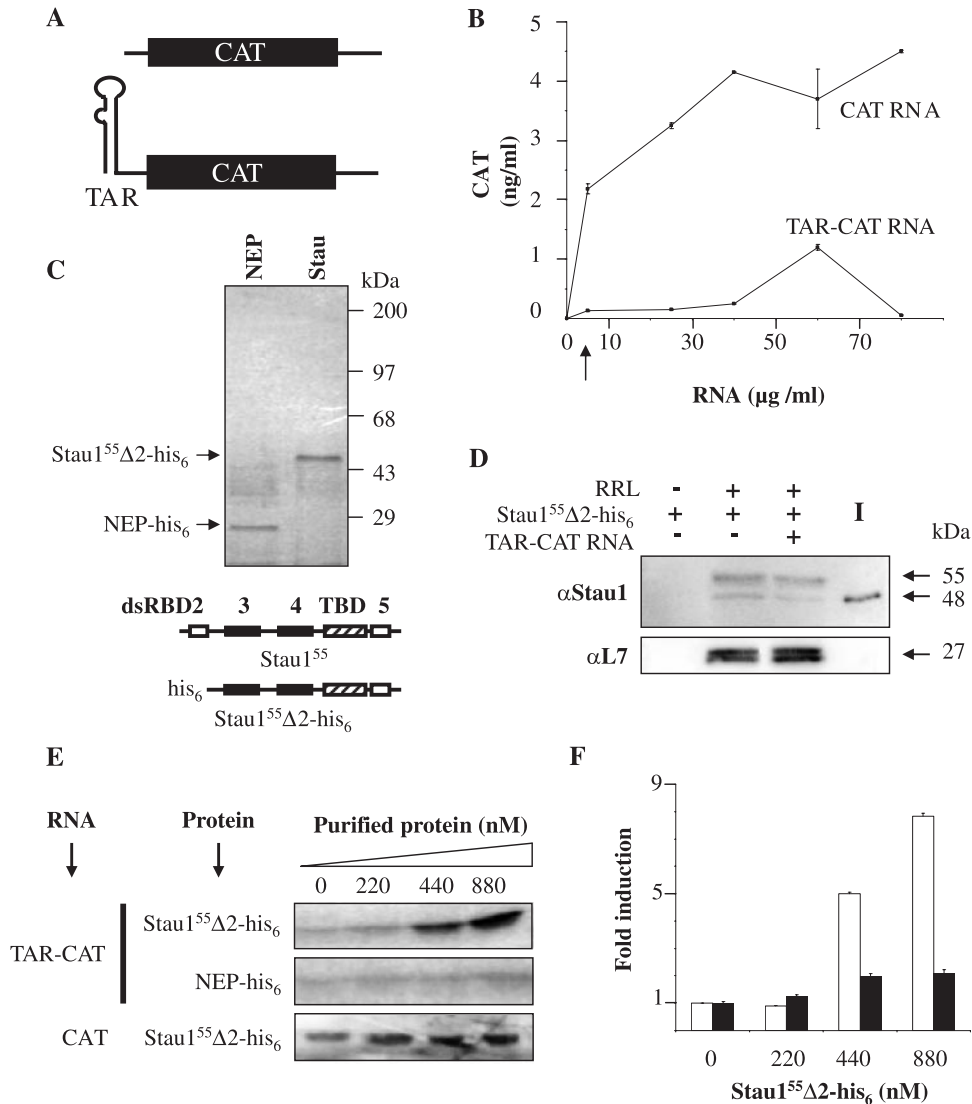 A
CAT
CAT
TAR
B
5
4
3
2
1
0
CAT
(ng/ml)
CAT RNA
TAR-CAT RNA
0 10 30 50 70
RNA (µg /ml)
C
NEP
Stau
kDa
200
97
68
43
29
Stau1⁵⁵Δ2-his₆
NEP-his₆
dsRBD2 3 4 TBD 5
Stau1⁵⁵
his₆
Stau1⁵⁵Δ2-his₆
D
RRL - + +
Stau1⁵⁵Δ2-his₆ + + +
TAR-CAT RNA - - +
I
kDa
αStau1
55
48
αL7
27
E
RNA
Protein
Purified protein (nM)
0 220 440 880
TAR-CAT
Stau1⁵⁵Δ2-his₆
NEP-his₆
CAT
Stau1⁵⁵Δ2-his₆
F
9
5
1
Fold induction
0 220 440 880
Stau1⁵⁵Δ2-his₆ (nM)